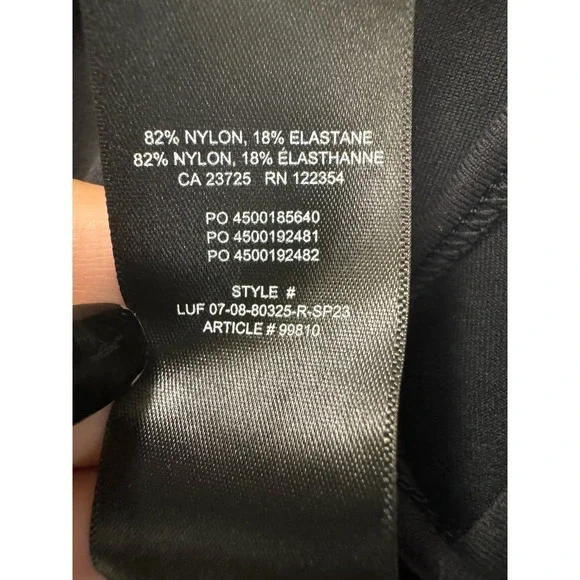 82% NYLON, 18% ELASTANE
82% NYLON, 18% ÉLASTHANNE
CA 23725 RN 122354
PO 4500185640
PO 4500192481
PO 4500192482
STYLE #
LUF 07-08-80325-R-SP23
ARTICLE # 99810